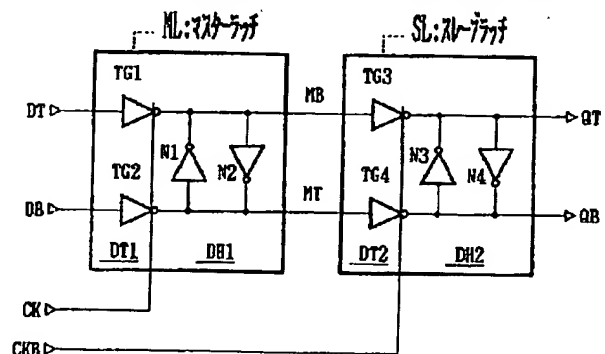 ML:マスターラッチ
SL:スレーブラッチ
TG1
TG3
DT
MB
QT
N1
N2
N3
N4
TG2
TG4
DB
MT
QB
DT1
DH1
DT2
DH2
CK
CKB